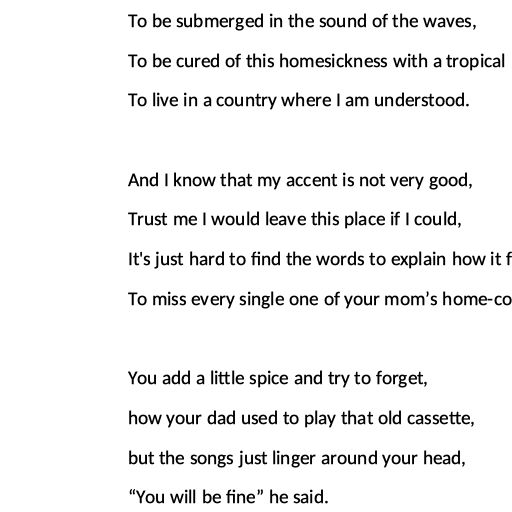 To be submerged in the sound of the waves,
To be cured of this homesickness with a tropical
To live in a country where I am understood.
And I know that my accent is not very good,
Trust me I would leave this place if I could,
It's just hard to find the words to explain how it f
To miss every single one of your mom’s home-co
You add a little spice and try to forget,
how your dad used to play that old cassette,
but the songs just linger around your head,
“You will be fine” he said.